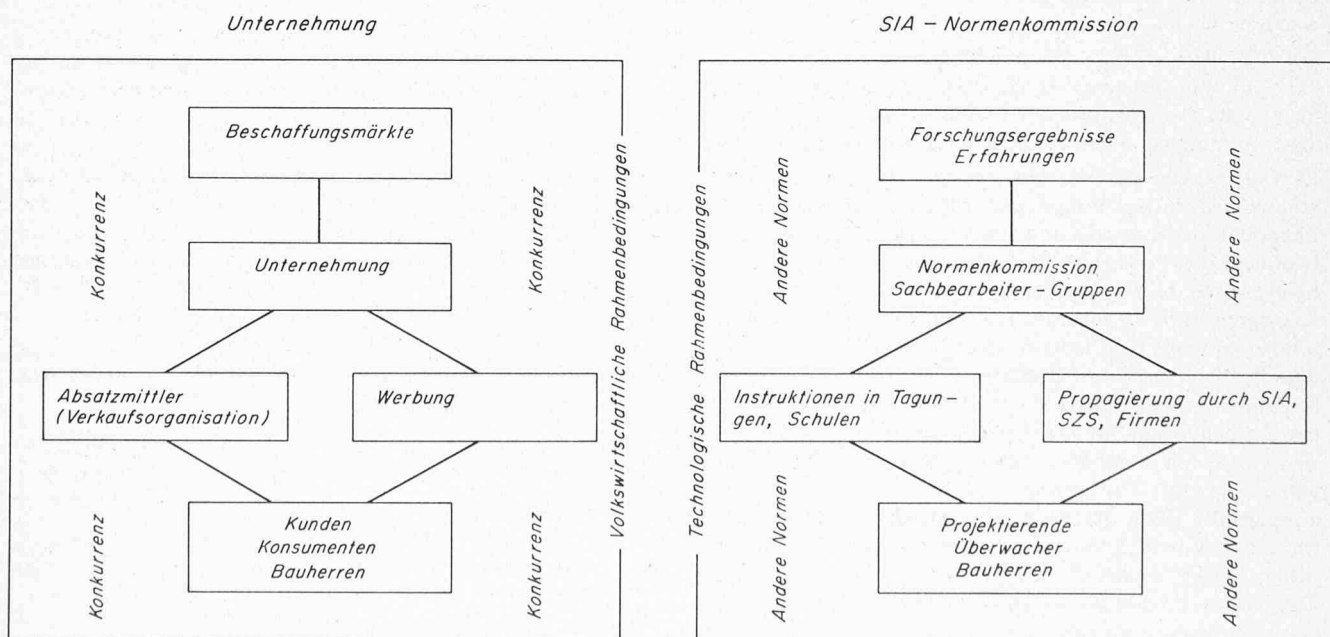 Unternehmung
Beschaffungsmärkte
Konkurrenz
Konkurrenz
Unternehmung
Absatzmittler
(Verkaufsorganisation)
Werbung
Kunden
Konsumenten
Bauherren
Konkurrenz
Konkurrenz
Volkswirtschaftliche Rahmenbedingungen
SIA – Normenkommission
Technologische Rahmenbedingungen
Forschungsergebnisse
Erfahrungen
Andere Normen
Andere Normen
Normenkommission
Sachbearbeiter – Gruppen
Instruktionen in Tagun–
gen, Schulen
Propagierung durch SIA,
SZS, Firmen
Projektierende
Überwacher
Bauherren
Andere Normen
Andere Normen